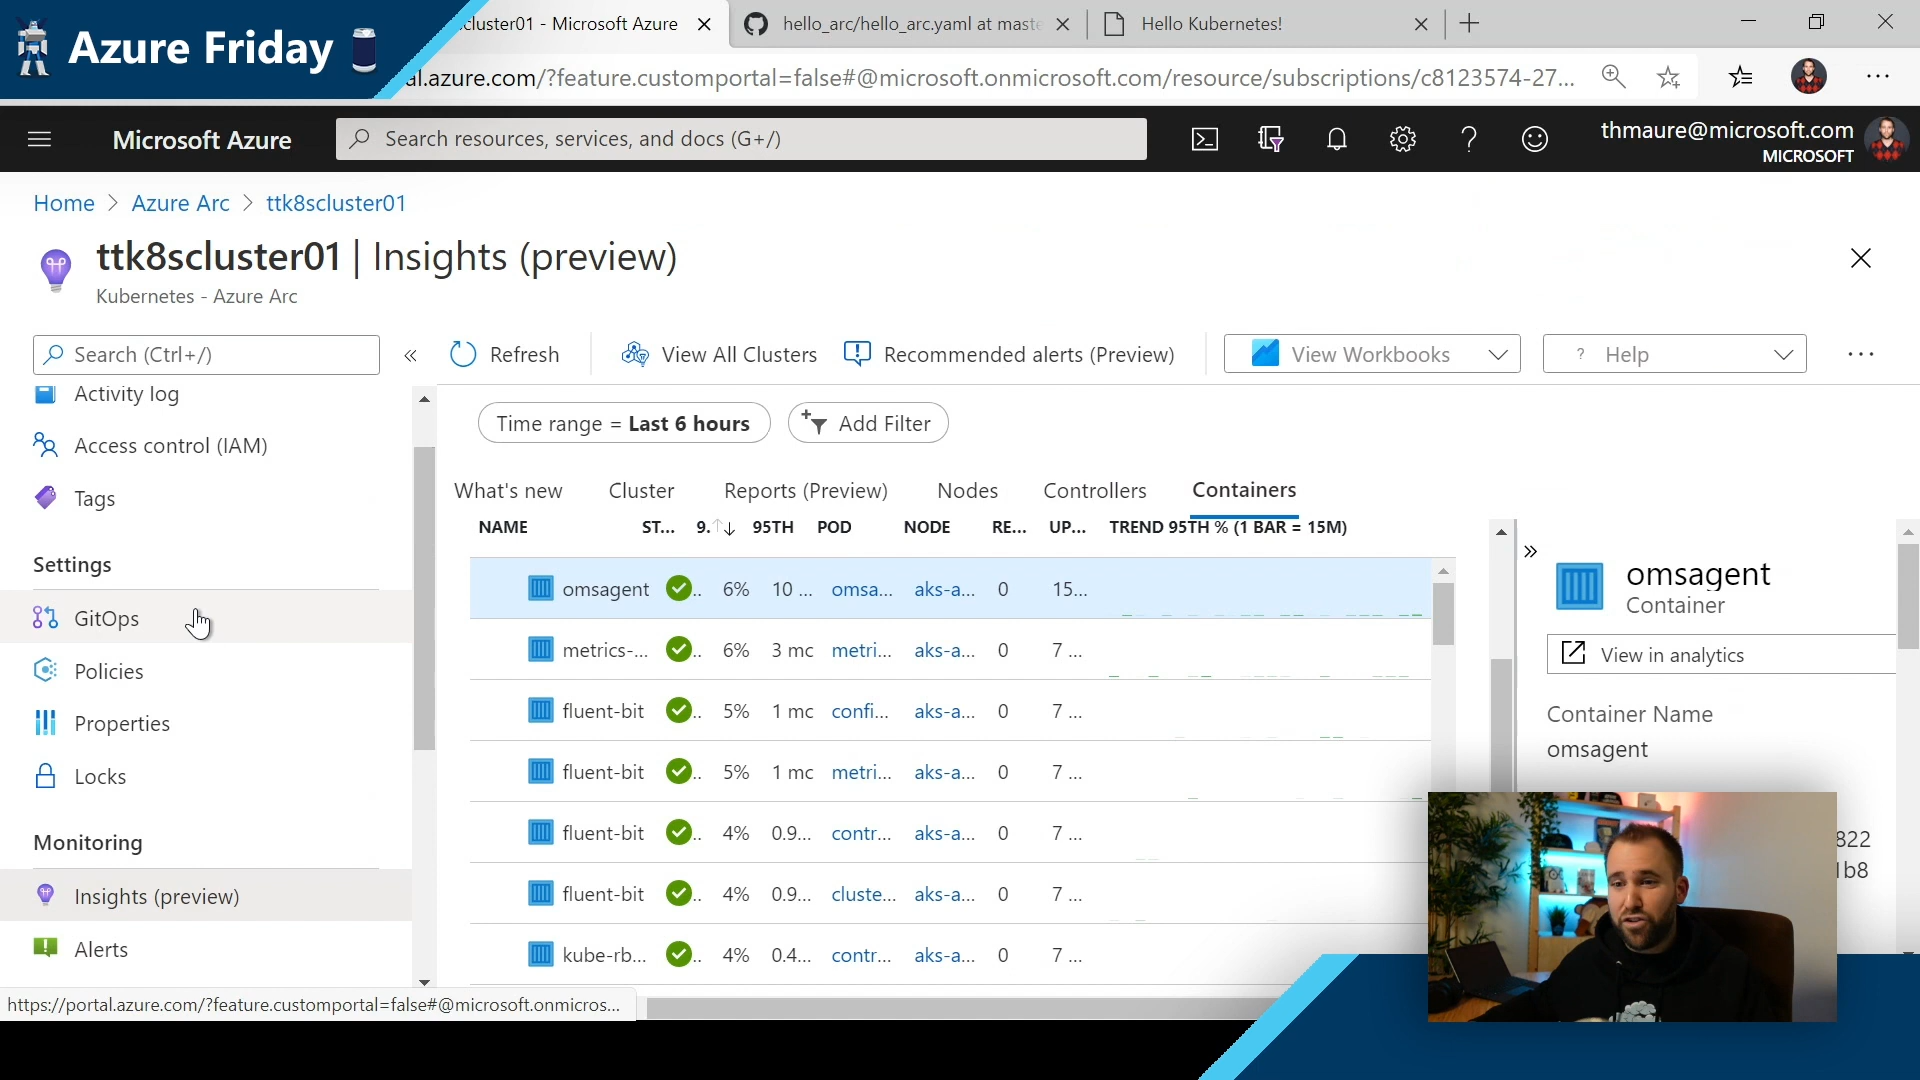 Azure Friday
cluster01 - Microsoft Azure
hello_arc/hello_arc.yaml at maste
Hello Kubernetes!
al.azure.com/?feature.customportal=false#@microsoft.onmicrosoft.com/resource/subscriptions/c8123574-27...
Microsoft Azure
Search resources, services, and docs (G+/)
thmaure@microsoft.com
MICROSOFT
Home > Azure Arc > ttk8scluster01
ttk8scluster01 | Insights (preview)
Kubernetes - Azure Arc
Search (Ctrl+/)
«
Refresh
View All Clusters
Recommended alerts (Preview)
View Workbooks
? Help
Activity log
Access control (IAM)
Tags
Settings
GitOps
Policies
Properties
Locks
Monitoring
Insights (preview)
Alerts
Time range = Last 6 hours
Add Filter
What's new Cluster Reports (Preview) Nodes Controllers Containers
NAME ST... 9.↑↓ 95TH POD NODE RE... UP... TREND 95TH % (1 BAR = 15M)
omsagent .. 6% 10 ... omsa... aks-a... 0 15...
metrics-... .. 6% 3 mc metri... aks-a... 0 7 ...
fluent-bit .. 5% 1 mc confi... aks-a... 0 7 ...
fluent-bit .. 5% 1 mc metri... aks-a... 0 7 ...
fluent-bit .. 4% 0.9... contr... aks-a... 0 7 ...
fluent-bit .. 4% 0.9... cluste... aks-a... 0 7 ...
kube-rb... .. 4% 0.4... contr... aks-a... 0 7 ...
»
omsagent
Container
View in analytics
Container Name
omsagent
822
1b8
https://portal.azure.com/?feature.customportal=false#@microsoft.onmicros...